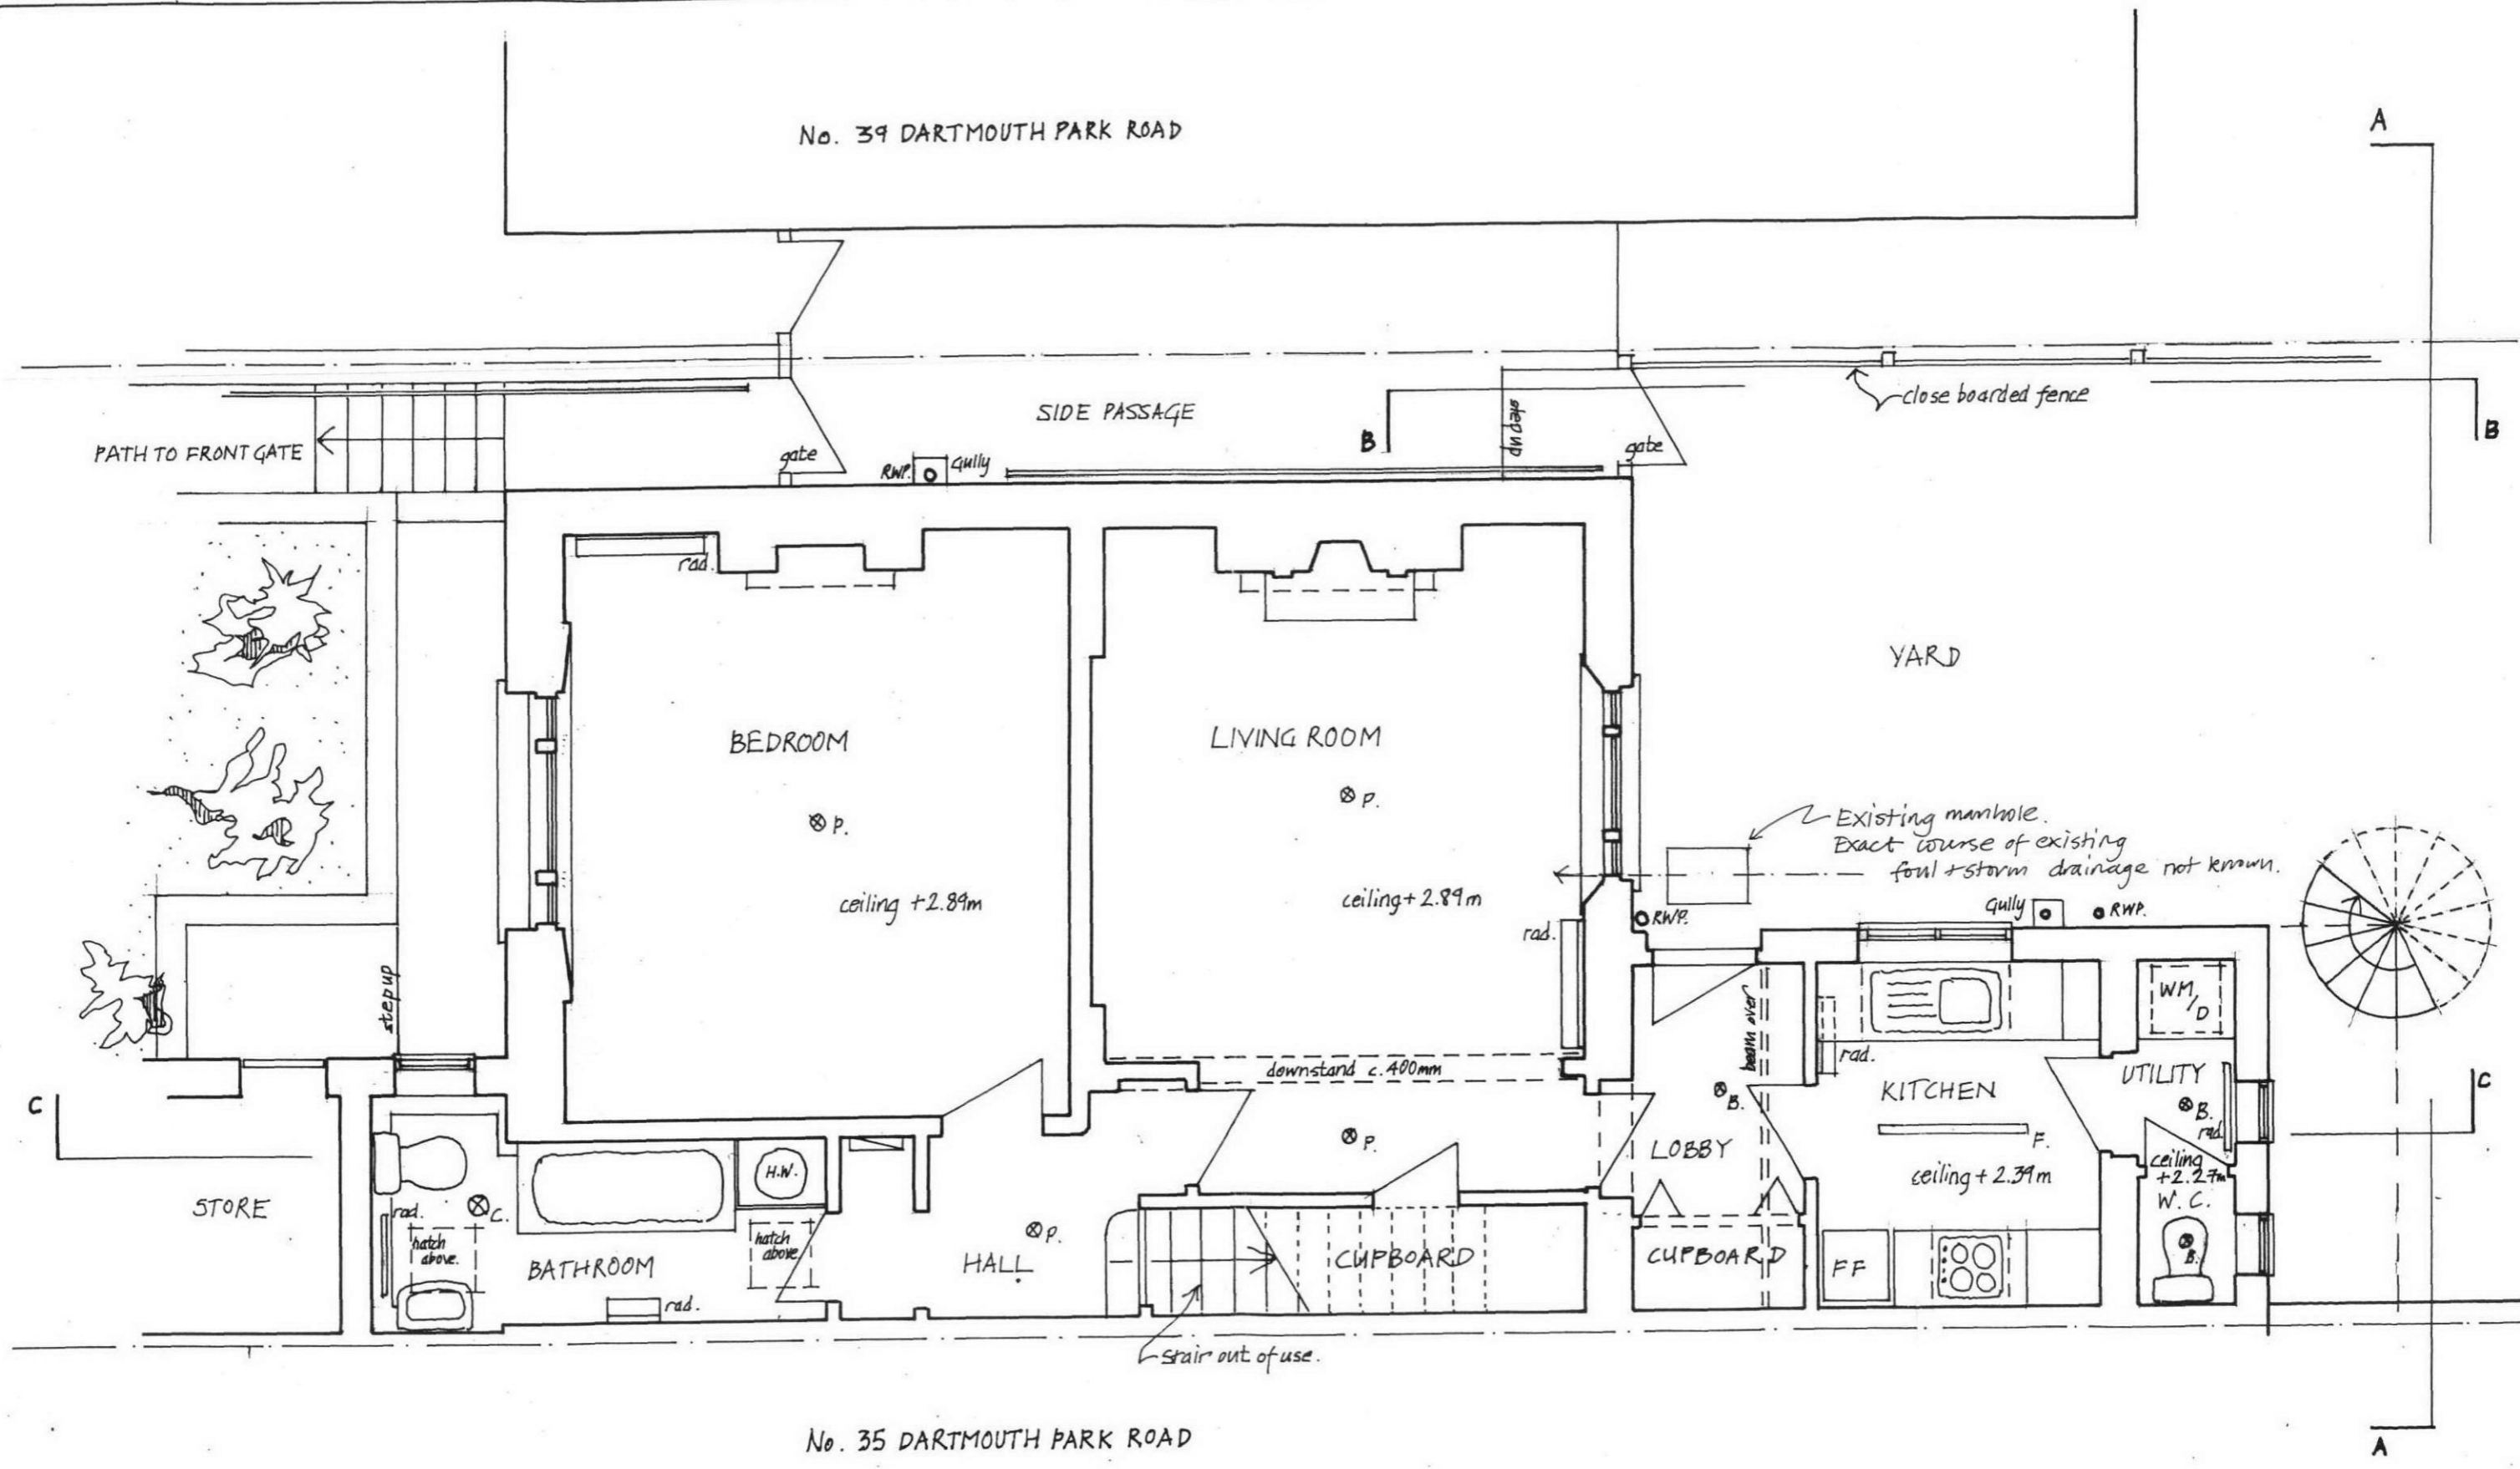 No. 39 DARTMOUTH PARK ROAD
A
SIDE PASSAGE
step up
close boarded fence
PATH TO FRONT GATE
gate
RWP.
Gully
B
gate
B
rad.
YARD
BEDROOM
LIVING ROOM
P.
P.
Existing manhole.
Exact course of existing
foul + storm drainage not known.
ceiling +2.89m
ceiling +2.89m
rad.
RWP.
Gully
RWP.
step up
beam over
WM/D
rad.
downstand c. 400mm
KITCHEN
UTILITY
C
C
B.
B.
rad.
F.
P.
LOBBY
ceiling +2.39m
ceiling
+2.27m
W.C.
STORE
H.W.
rad.
C.
hatch
above.
hatch
above
P.
BATHROOM
HALL
CUPBOARD
CUPBOARD
FF
B.
rad.
stair out of use.
No. 35 DARTMOUTH PARK ROAD
A